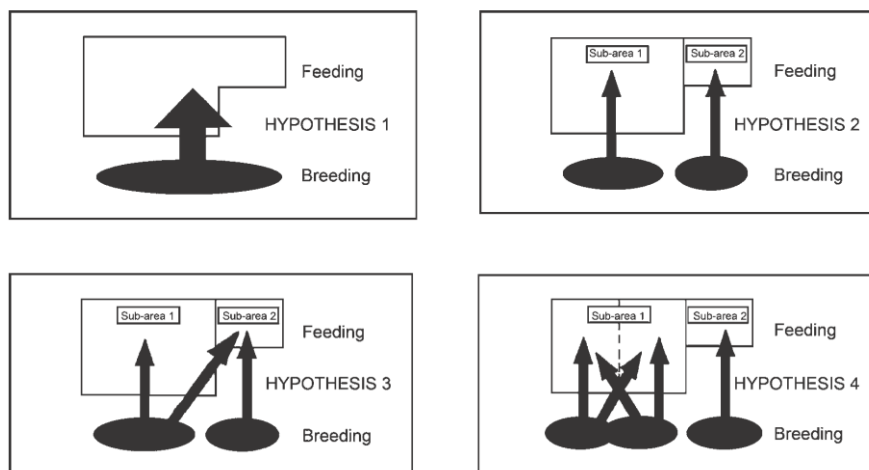 Feeding
HYPOTHESIS 1
Breeding
Sub-area 1
Sub-area 2
Feeding
HYPOTHESIS 2
Breeding
Sub-area 1
Sub-area 2
Feeding
HYPOTHESIS 3
Breeding
Sub-area 1
Sub-area 2
Feeding
HYPOTHESIS 4
Breeding